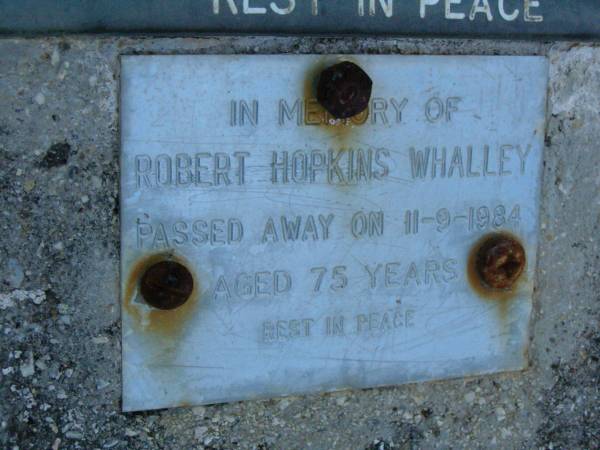 REST IN PEACE
IN MEMORY OF
ROBERT HOPKINS WHALLEY
PASSED AWAY ON 11-9-1984
AGED 75 YEARS
REST IN PEACE